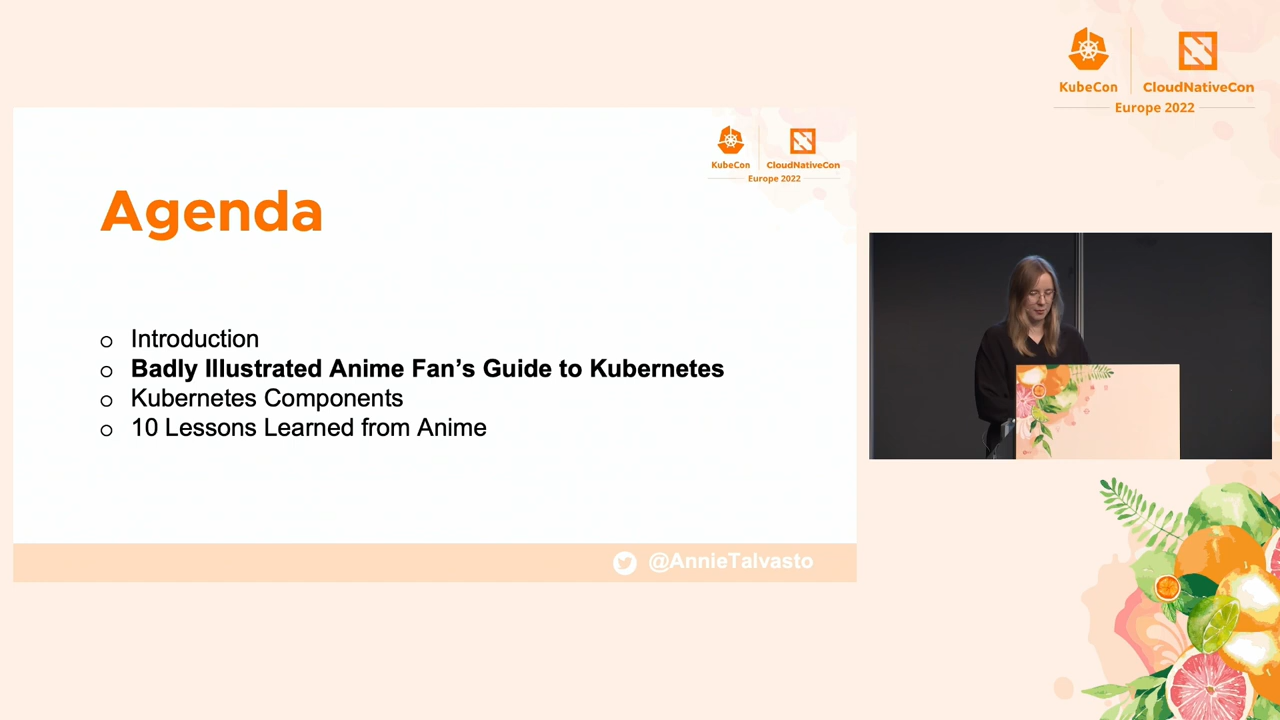 KubeCon
CloudNativeCon
Europe 2022
KubeCon
CloudNativeCon
Europe 2022
Agenda
Introduction
Badly Illustrated Anime Fan's Guide to Kubernetes
Kubernetes Components
10 Lessons Learned from Anime
@AnnieTalvasto